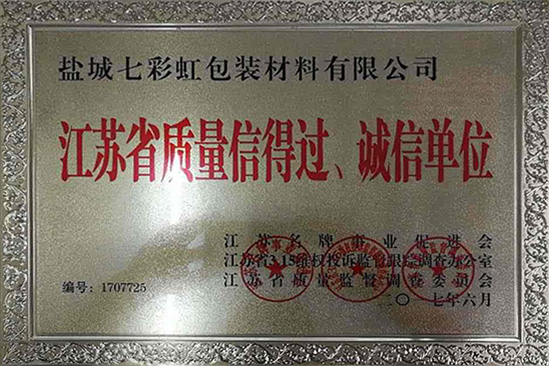 盐城七彩虹包装材料有限公司
江苏省质量信得过、诚信单位
江苏名牌事业促进会
江苏省3.15维权投诉监督跟踪调查办公室
江苏省质量监督调查委员会
编号：1707725
二〇一七年六月